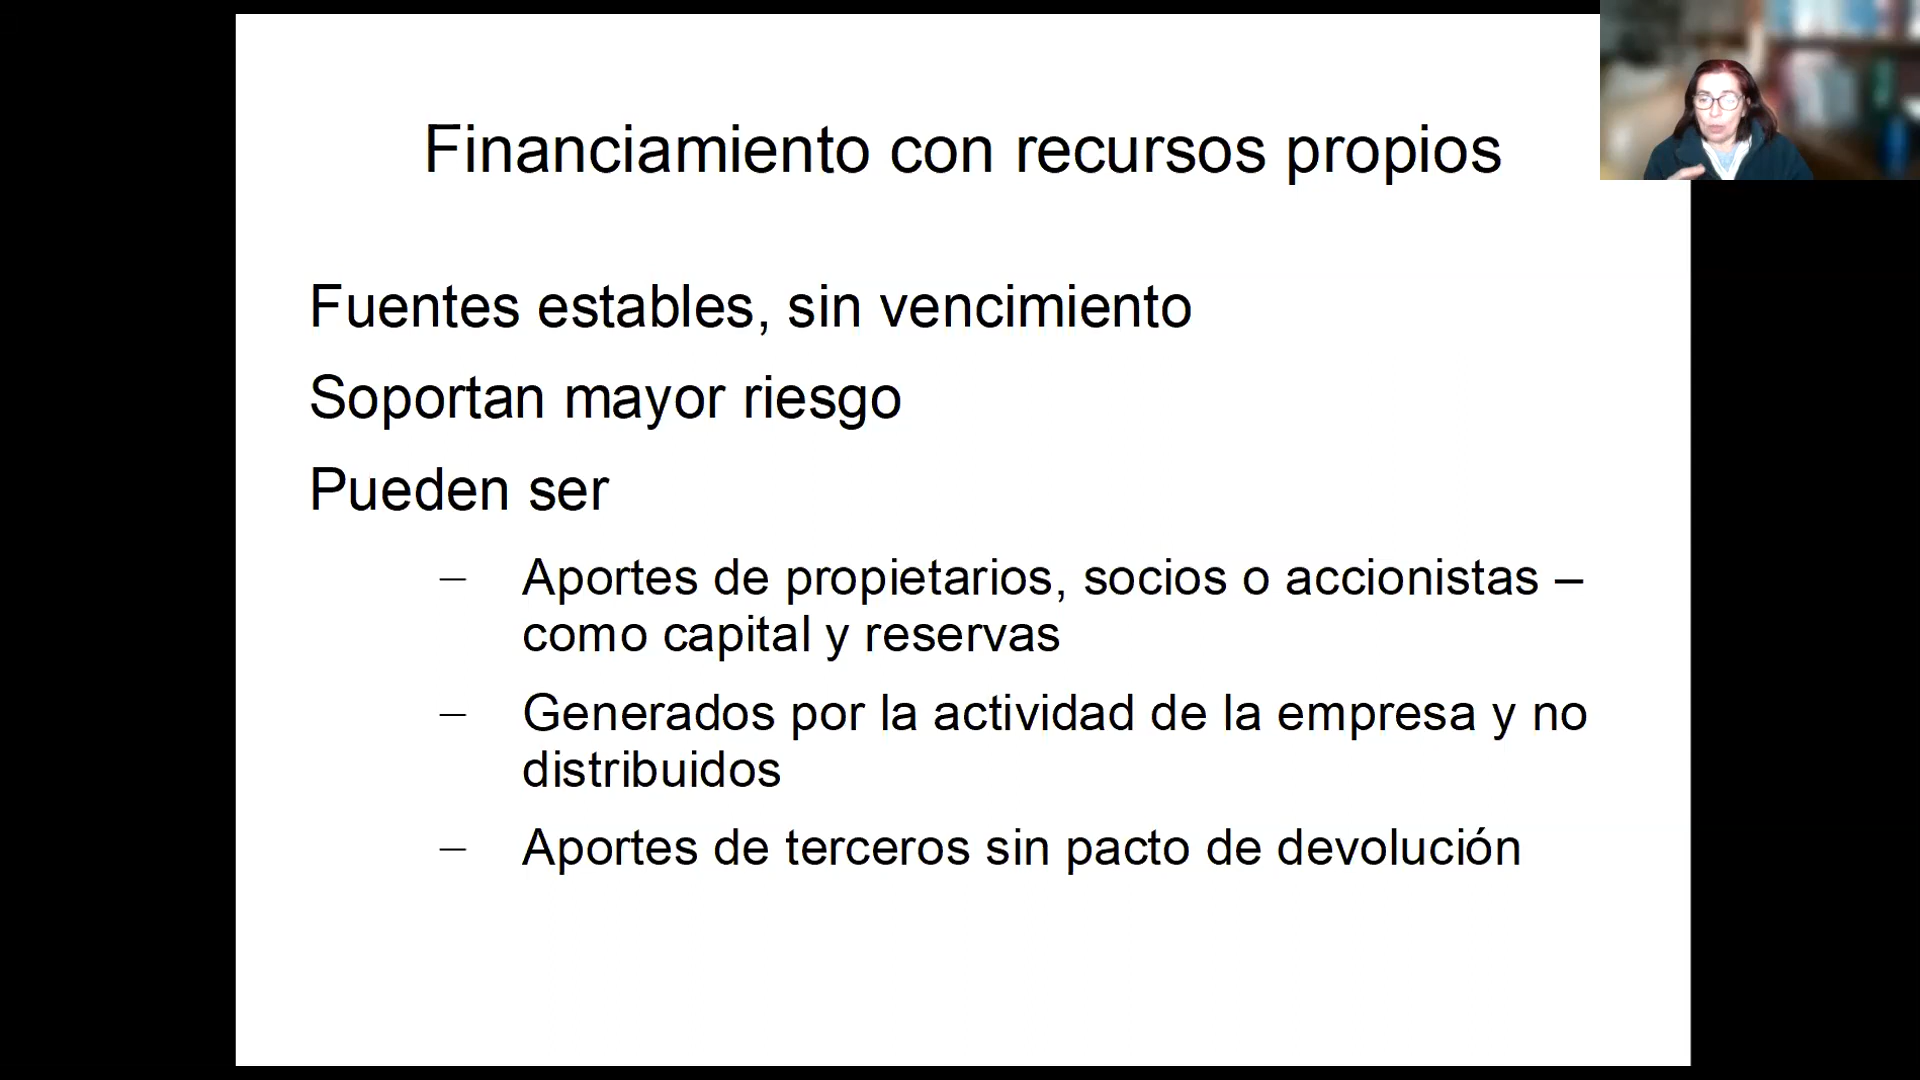 Financiamiento con recursos propios
Fuentes estables, sin vencimiento
Soportan mayor riesgo
Pueden ser
– Aportes de propietarios, socios o accionistas –
como capital y reservas
– Generados por la actividad de la empresa y no
distribuidos
– Aportes de terceros sin pacto de devolución